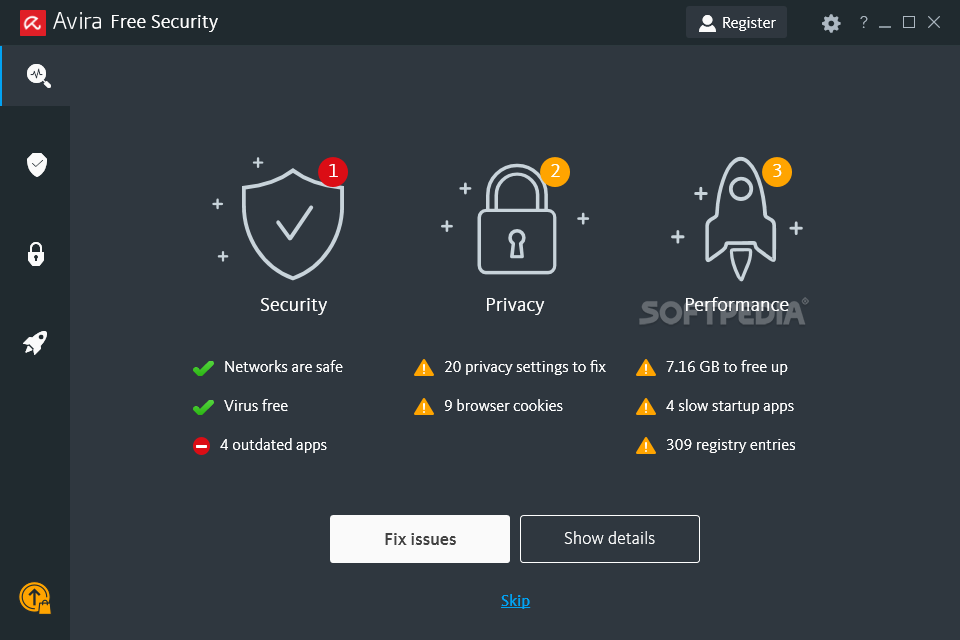 Avira Free Security
Register
?
1
2
3
Security
Privacy
Performance
SOFTPEDIA®
Networks are safe
20 privacy settings to fix
7.16 GB to free up
Virus free
9 browser cookies
4 slow startup apps
4 outdated apps
309 registry entries
Fix issues
Show details
Skip